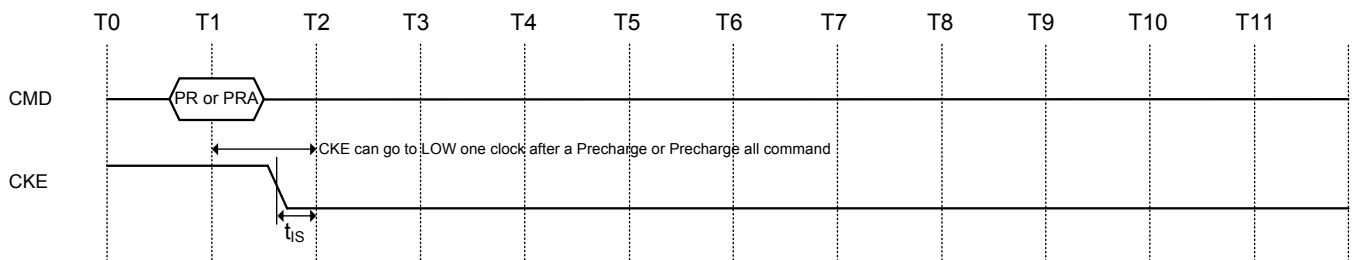 T0 T1 T2 T3 T4 T5 T6 T7 T8 T9 T10 T11
CMD PR or PRA
CKE can go to LOW one clock after a Precharge or Precharge all command
CKE
tIS